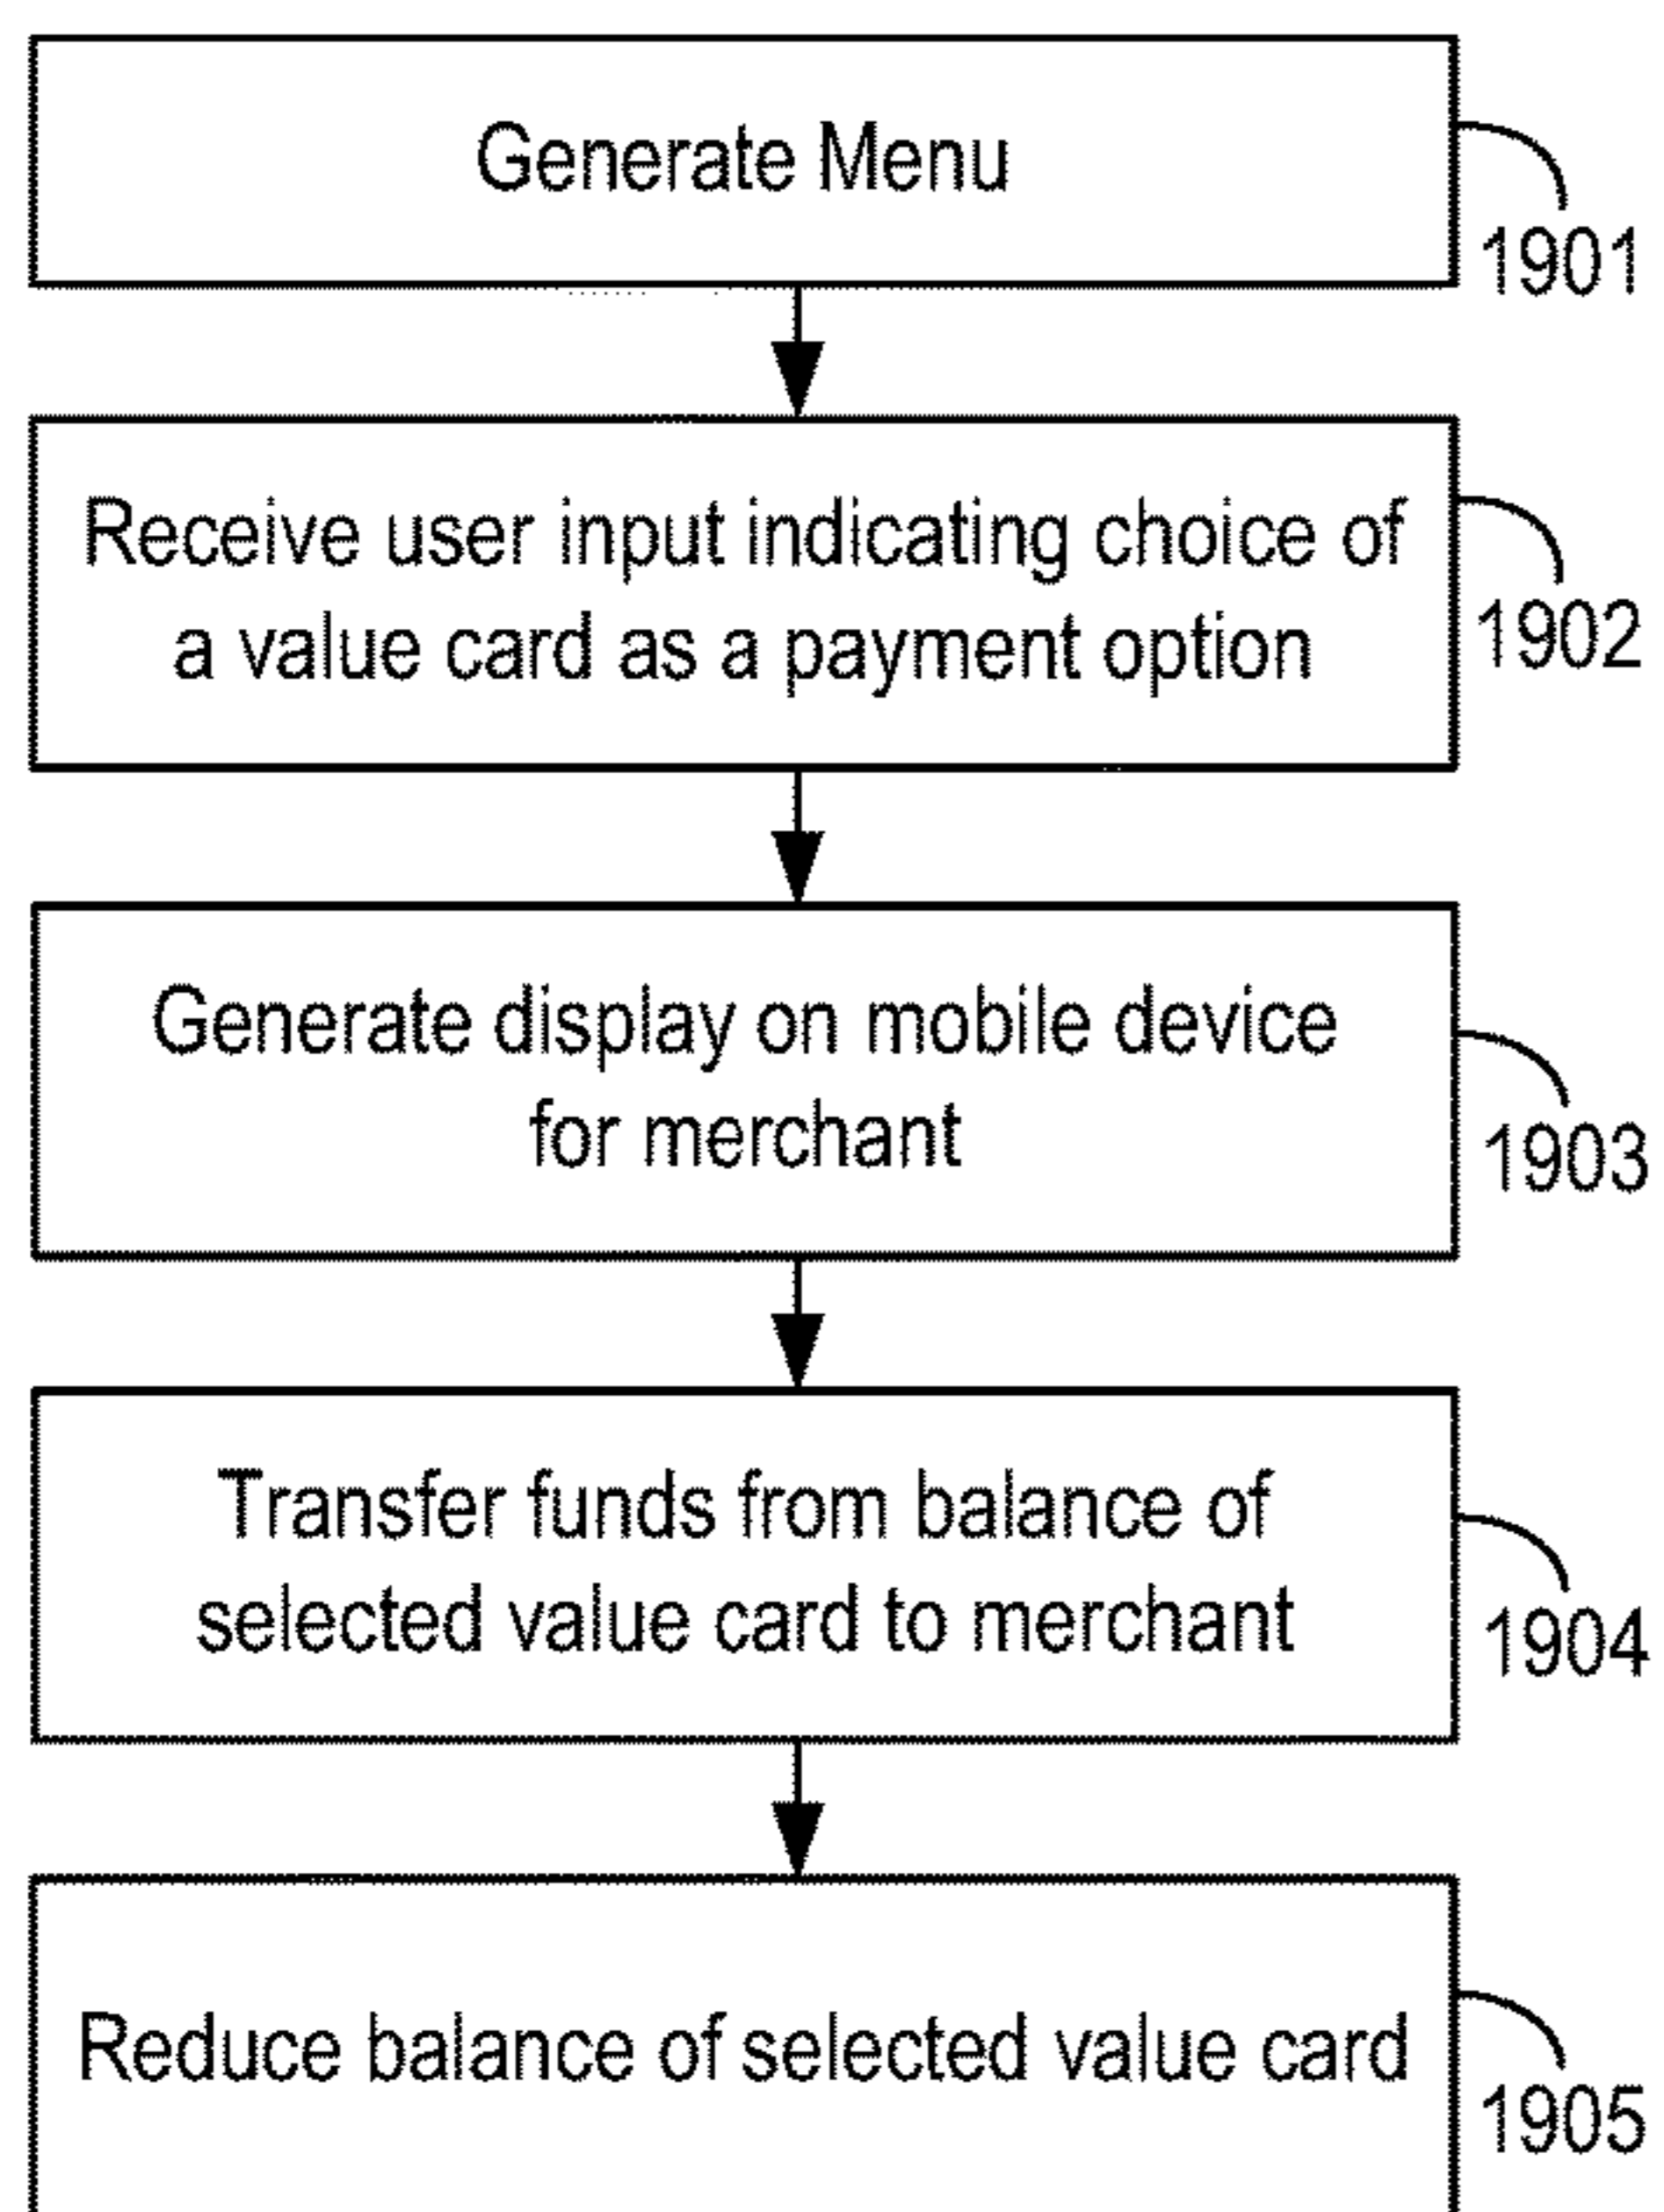 Generate Menu
1901
Receive user input indicating choice of
a value card as a payment option
1902
Generate display on mobile device
for merchant
1903
Transfer funds from balance of
selected value card to merchant
1904
Reduce balance of selected value card
1905